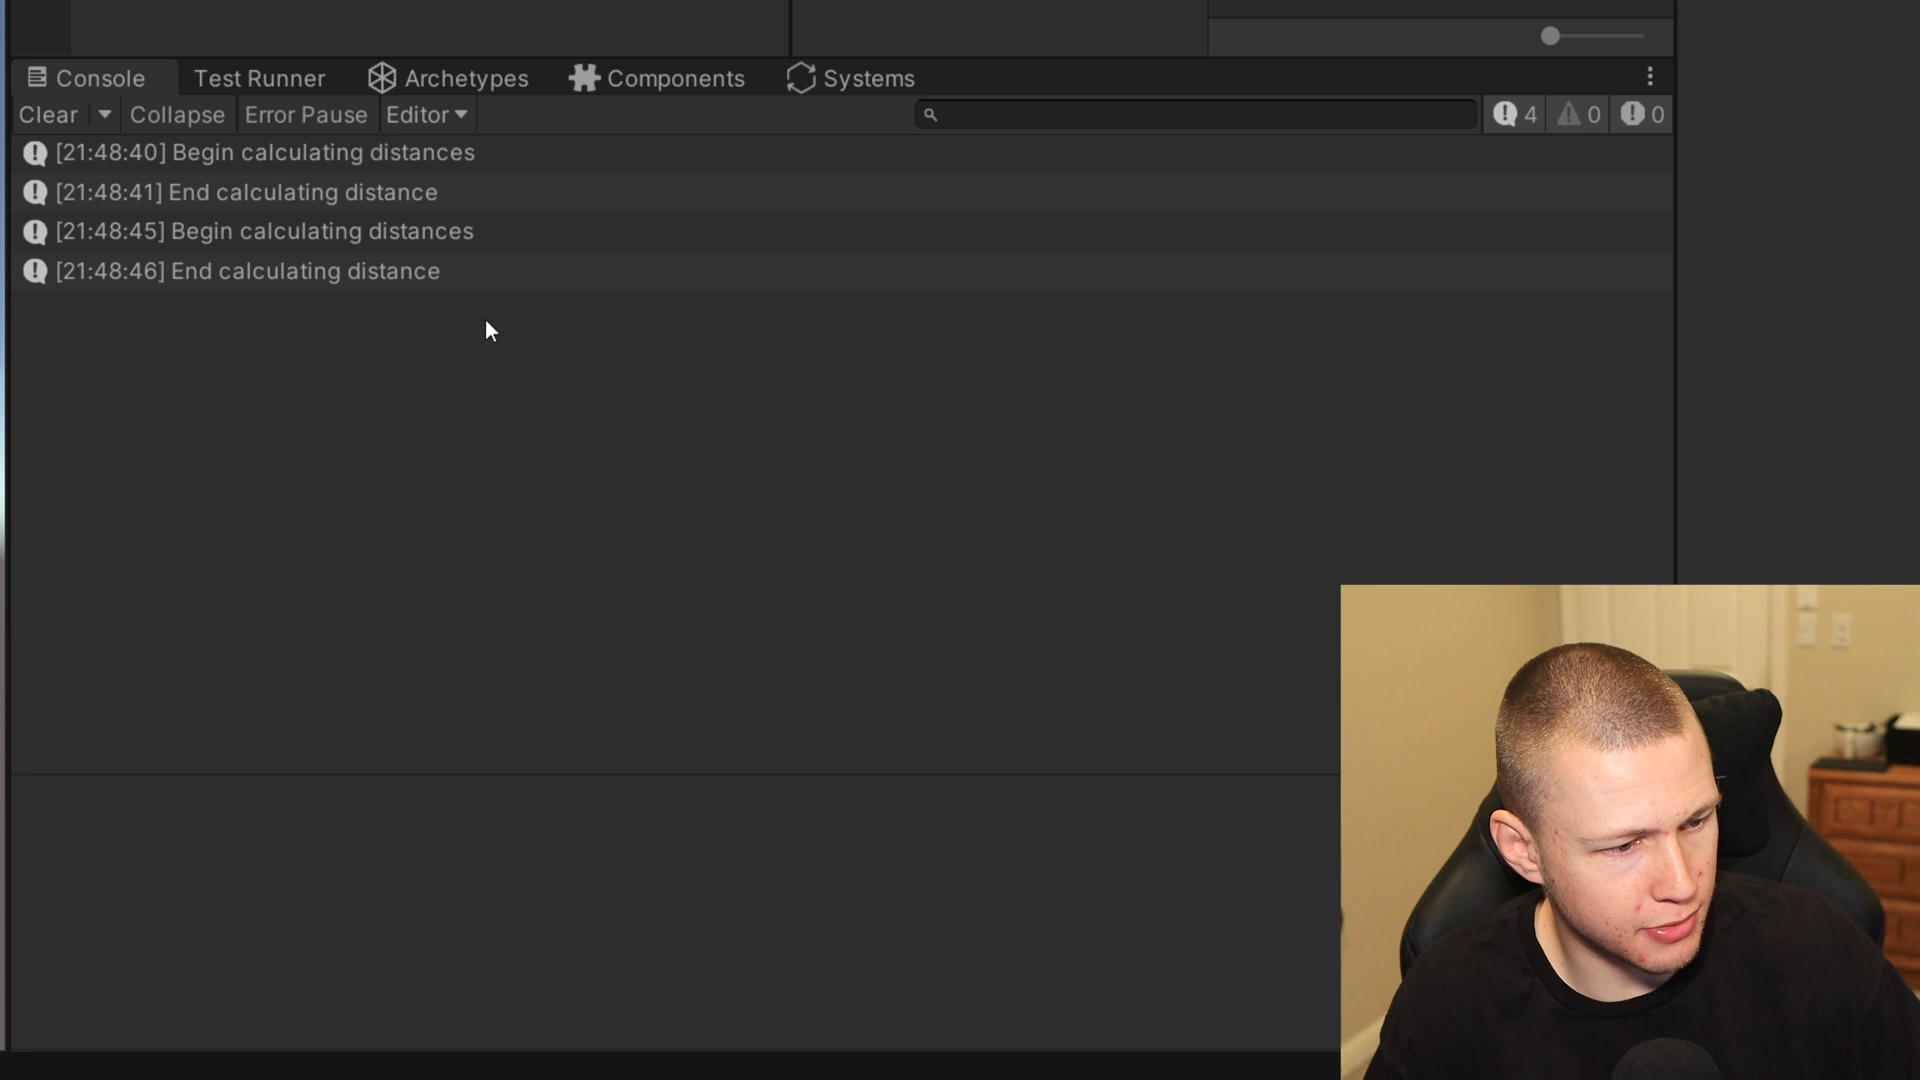 Console Test Runner Archetypes Components Systems
Clear Collapse Error Pause Editor 4 0 0
[21:48:40] Begin calculating distances
[21:48:41] End calculating distance
[21:48:45] Begin calculating distances
[21:48:46] End calculating distance